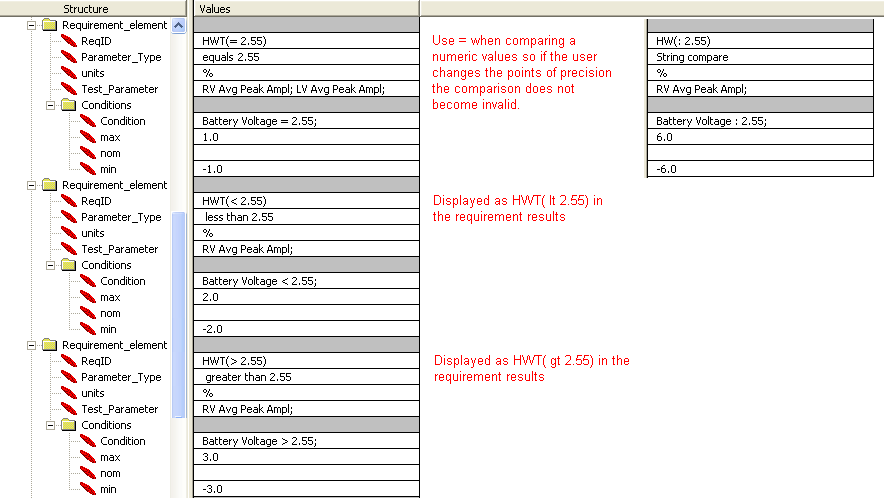 Structure Values
Requirement_element
ReqID HWT(= 2.55) Use = when comparing a HW(: 2.55)
Parameter_Type equals 2.55 numeric values so if the user String compare
units % changes the points of precision %
Test_Parameter RV Avg Peak Ampl; LV Avg Peak Ampl; the comparison does not RV Avg Peak Ampl;
Conditions become invalid.
Condition Battery Voltage = 2.55; Battery Voltage : 2.55;
max 1.0 6.0
nom
min -1.0 -6.0
Requirement_element
ReqID HWT(< 2.55) Displayed as HWT( lt 2.55) in
Parameter_Type less than 2.55 the requirement results
units %
Test_Parameter RV Avg Peak Ampl;
Conditions
Condition Battery Voltage < 2.55;
max 2.0
nom
min -2.0
Requirement_element
ReqID HWT(> 2.55) Displayed as HWT( gt 2.55) in the
Parameter_Type greater than 2.55 requirement results
units %
Test_Parameter RV Avg Peak Ampl;
Conditions
Condition Battery Voltage > 2.55;
max 3.0
nom
min -3.0